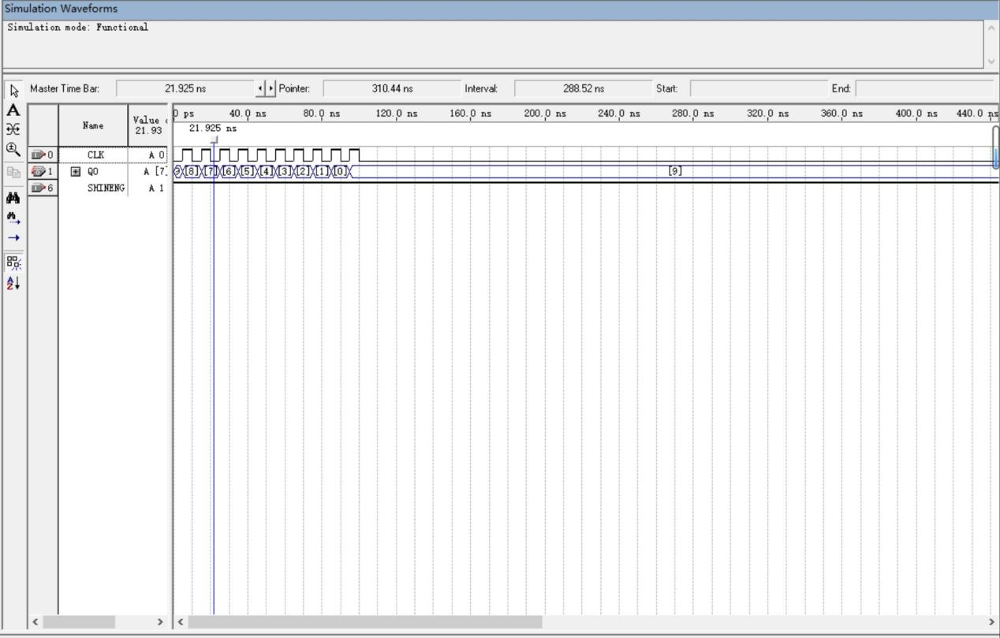 Simulation Waveforms
Simulation mode: Functional
Master Time Bar: 21.925 ns Pointer: 310.44 ns Interval: 288.52 ns Start: End:
Name Value 21.93
0 ps 40.0 ns 80.0 ns 120.0 ns 160.0 ns 200.0 ns 240.0 ns 280.0 ns 320.0 ns 360.0 ns 400.0 ns 440.0 ns
21.925 ns
0 CLK A 0
1 QO A [7] [8] [7] [6] [5] [4] [3] [2] [1] [0] [9]
6 SHINENG A 1